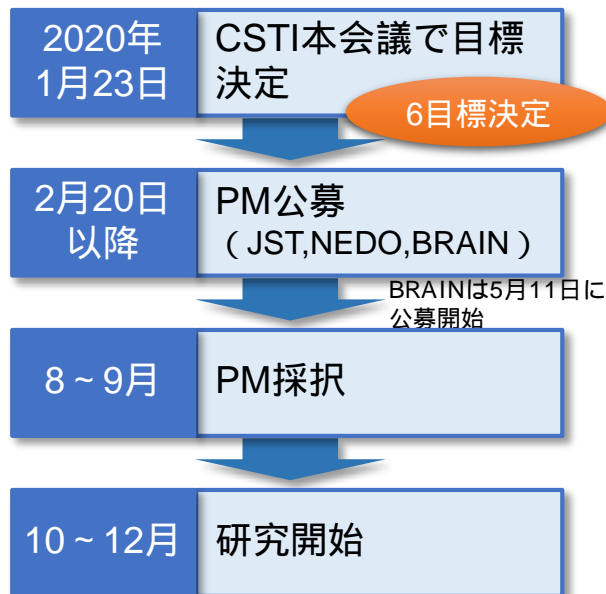 2020年
1月23日
CSTI本会議で目標
決定
6目標決定
2月20日
以降
PM公募
（JST,NEDO,BRAIN）
BRAINは5月11日に
公募開始
8～9月
PM採択
10～12月
研究開始